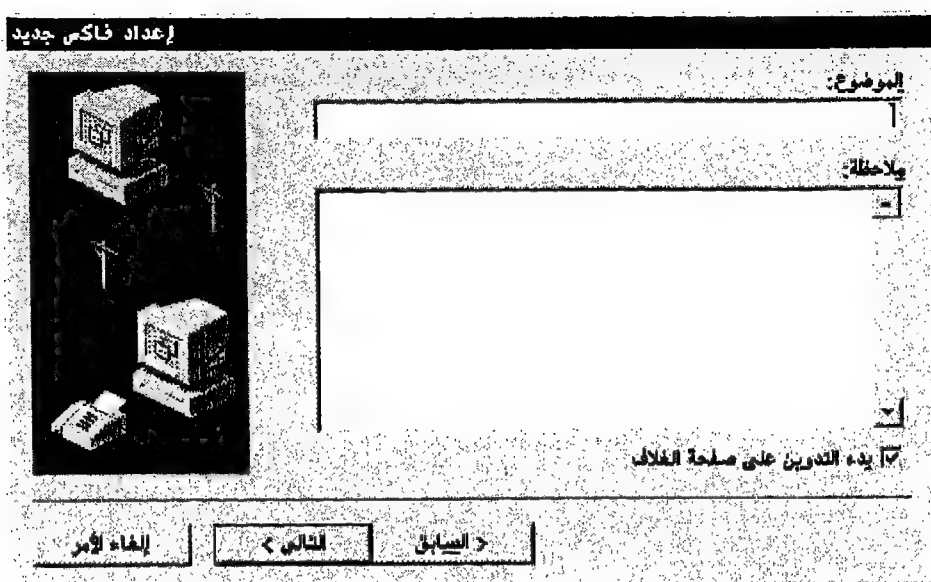 إعداد فاكس جديد
الموضوع:
ملاحظة:
بدء التدوين على صفحة الغلاف
< السابق
التالي >
إلغاء الأمر